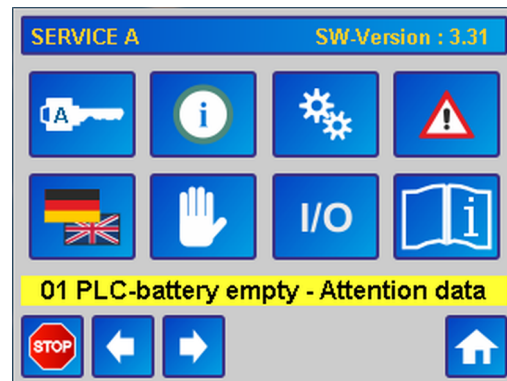 SERVICE A SW-Version : 3.31
A
i
!
I/O
i
01 PLC-battery empty - Attention data
STOP